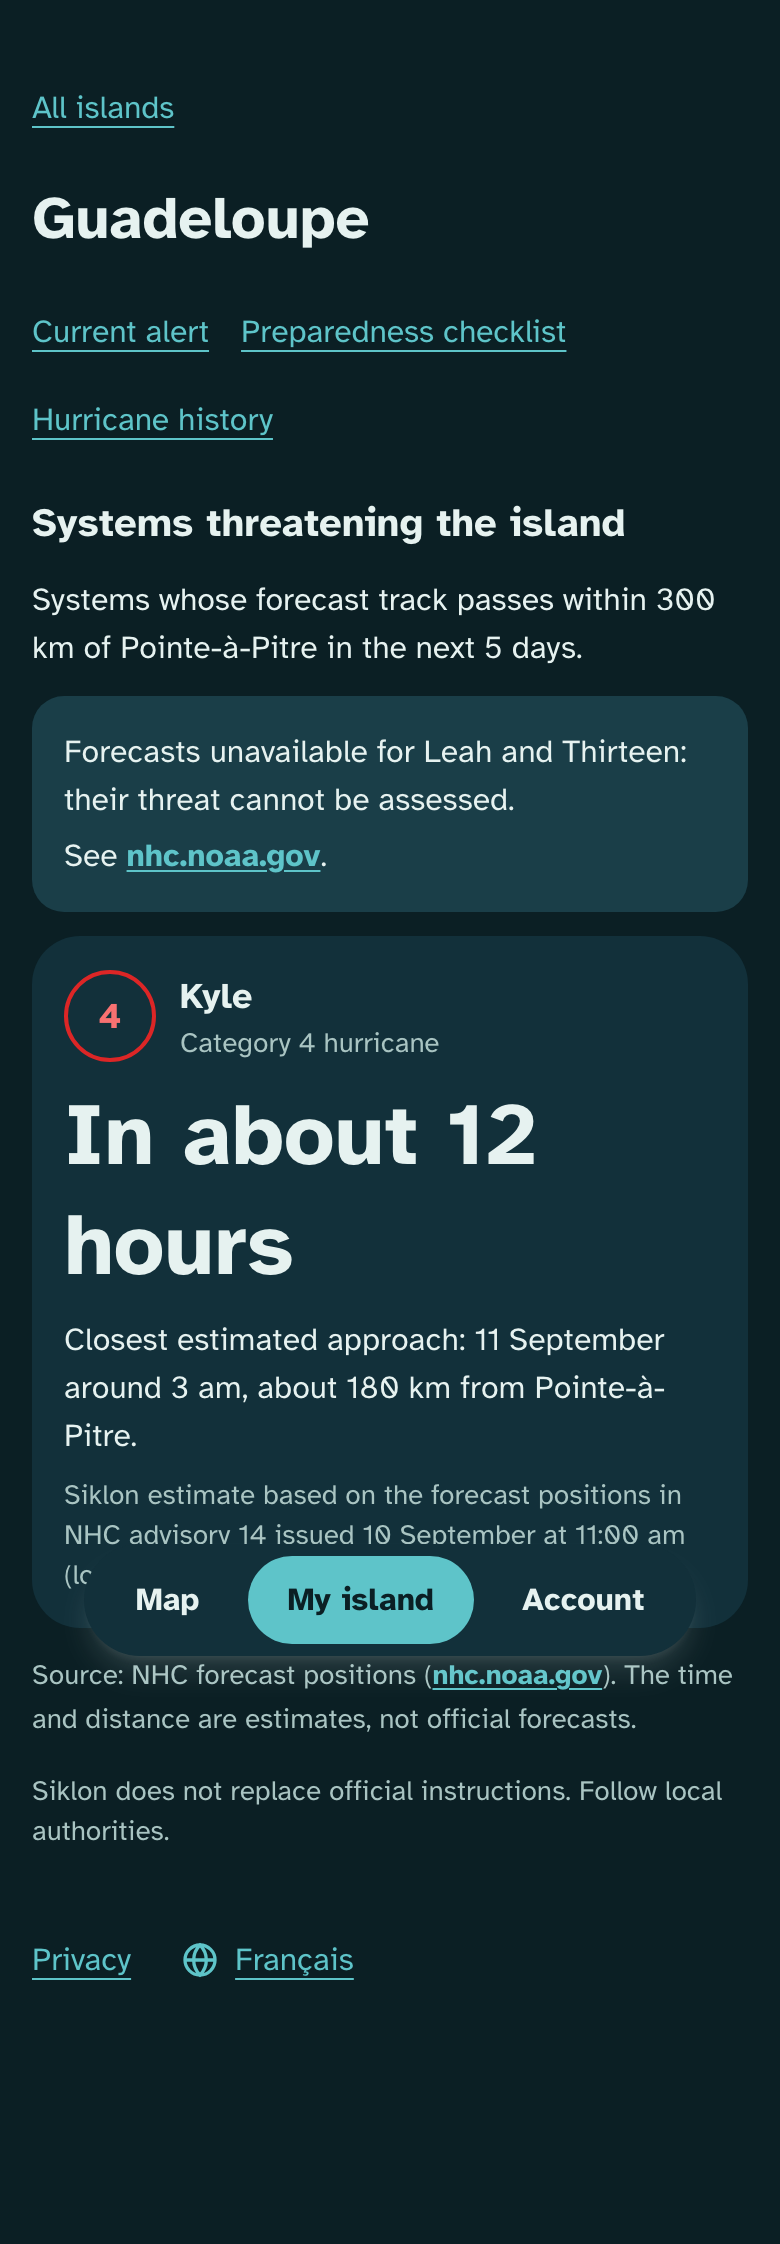 All islands
Guadeloupe
Current alert Preparedness checklist
Hurricane history
Systems threatening the island
Systems whose forecast track passes within 300
km of Pointe-à-Pitre in the next 5 days.
Forecasts unavailable for Leah and Thirteen:
their threat cannot be assessed.
See nhc.noaa.gov.
4
Kyle
Category 4 hurricane
In about 12
hours
Closest estimated approach: 11 September
around 3 am, about 180 km from Pointe-à-
Pitre.
Siklon estimate based on the forecast positions in
NHC advisory 14 issued 10 September at 11:00 am
Map My island Account
Source: NHC forecast positions (nhc.noaa.gov). The time
and distance are estimates, not official forecasts.
Siklon does not replace official instructions. Follow local
authorities.
Privacy Français